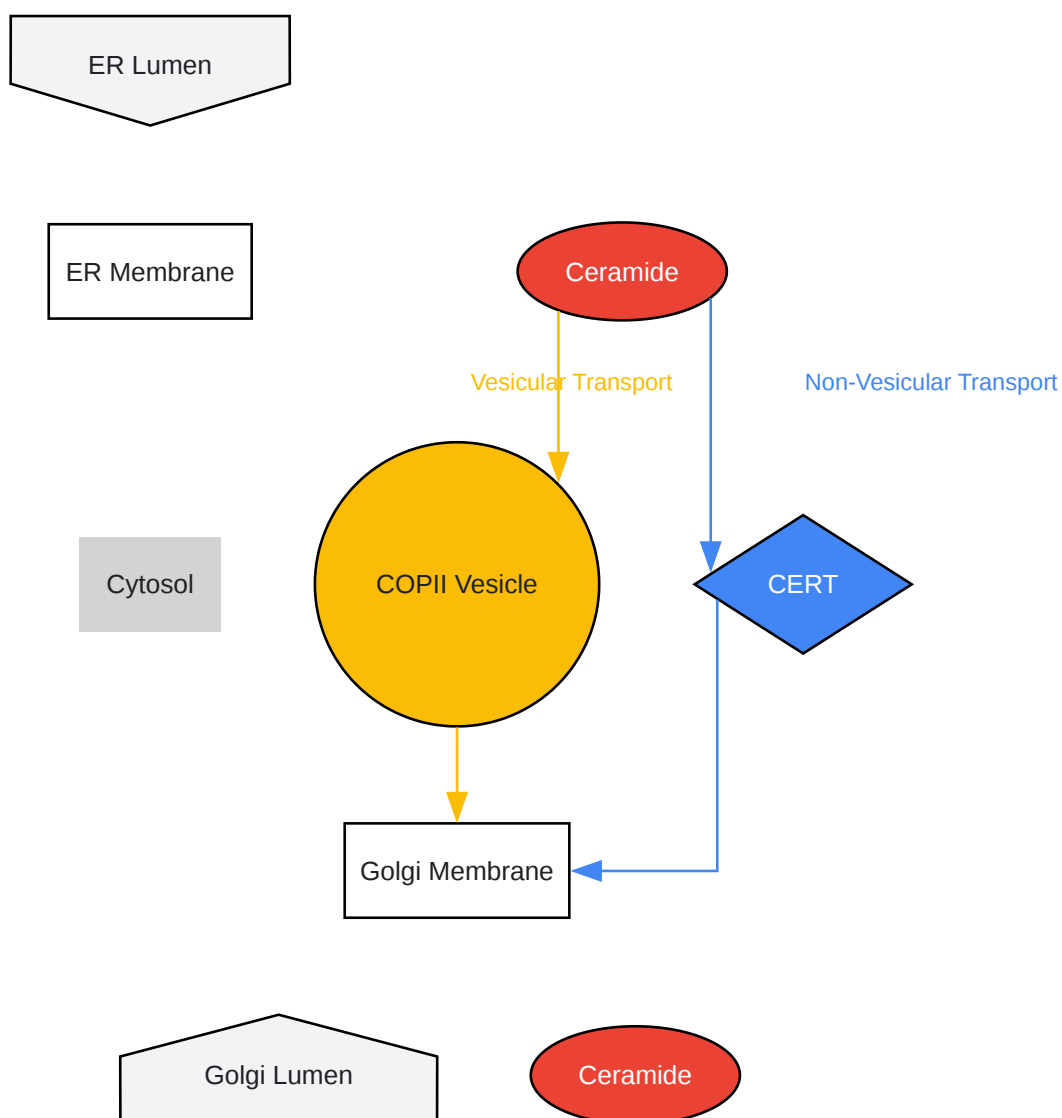 ER Lumen
ER Membrane
Ceramide
Vesicular Transport
Non-Vesicular Transport
Cytosol
COPII Vesicle
CERT
Golgi Membrane
Golgi Lumen
Ceramide